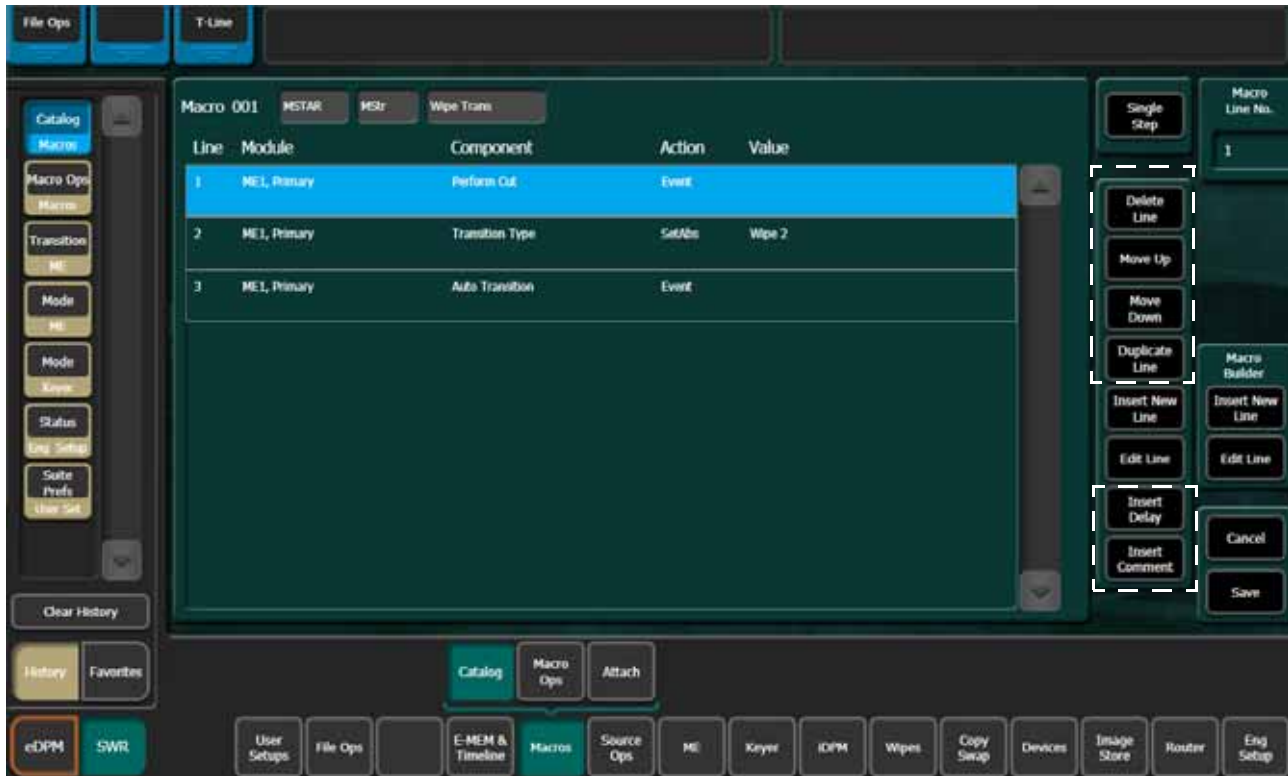 File Ops
T-Line
Catalog
Macros
Macro Ops
Macros
Transition
ME
Mode
ME
Mode
Keyer
Status
Eng Setup
Suite
Prefs
User Set
Clear History
History
Favorites
eDPM
SWR
Macro 001 MSTAR MStr Wipe Trans
Line Module Component Action Value
1 ME1, Primary Perform Cut Event
2 ME1, Primary Transition Type SetAbs Wipe 2
3 ME1, Primary Auto Transition Event
Single
Step
Delete
Line
Move Up
Move
Down
Duplicate
Line
Insert New
Line
Edit Line
Insert
Delay
Insert
Comment
Macro
Line No.
1
Macro
Builder
Insert New
Line
Edit Line
Cancel
Save
Catalog
Macro
Ops
Attach
User
Setups
File Ops
E-MEM &
Timeline
Macros
Source
Ops
ME
Keyer
iDPM
Wipes
Copy
Swap
Devices
Image
Store
Router
Eng
Setup